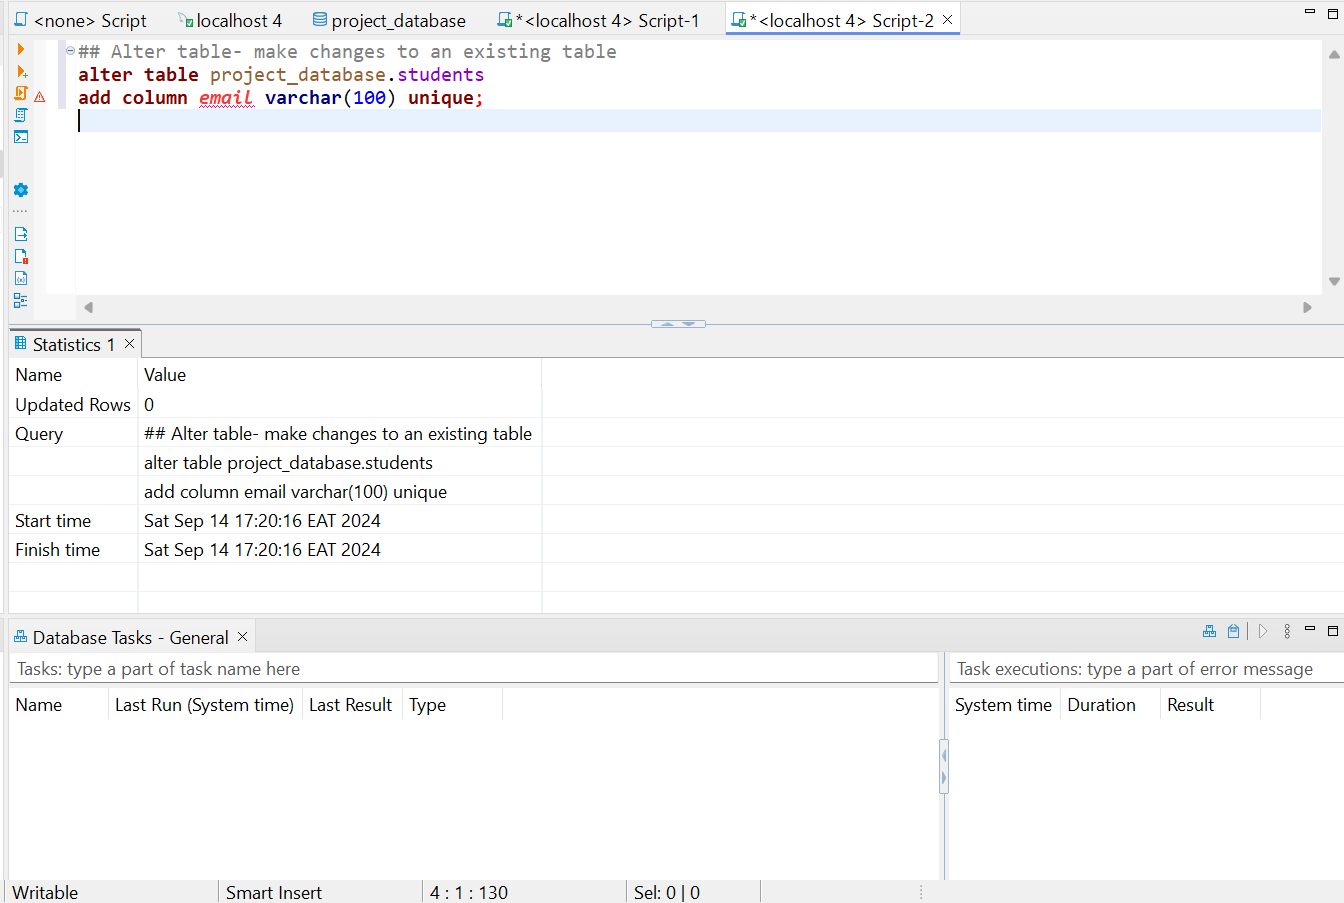 <none> Script
localhost 4
project_database
*<localhost 4> Script-1
*<localhost 4> Script-2
## Alter table- make changes to an existing table
alter table project_database.students
add column email varchar(100) unique;
Statistics 1
Name Value
Updated Rows 0
Query ## Alter table- make changes to an existing table
alter table project_database.students
add column email varchar(100) unique
Start time Sat Sep 14 17:20:16 EAT 2024
Finish time Sat Sep 14 17:20:16 EAT 2024
Database Tasks - General
Tasks: type a part of task name here
Task executions: type a part of error message
Name Last Run (System time) Last Result Type
System time Duration Result
Writable Smart Insert 4 : 1 : 130 Sel: 0 | 0